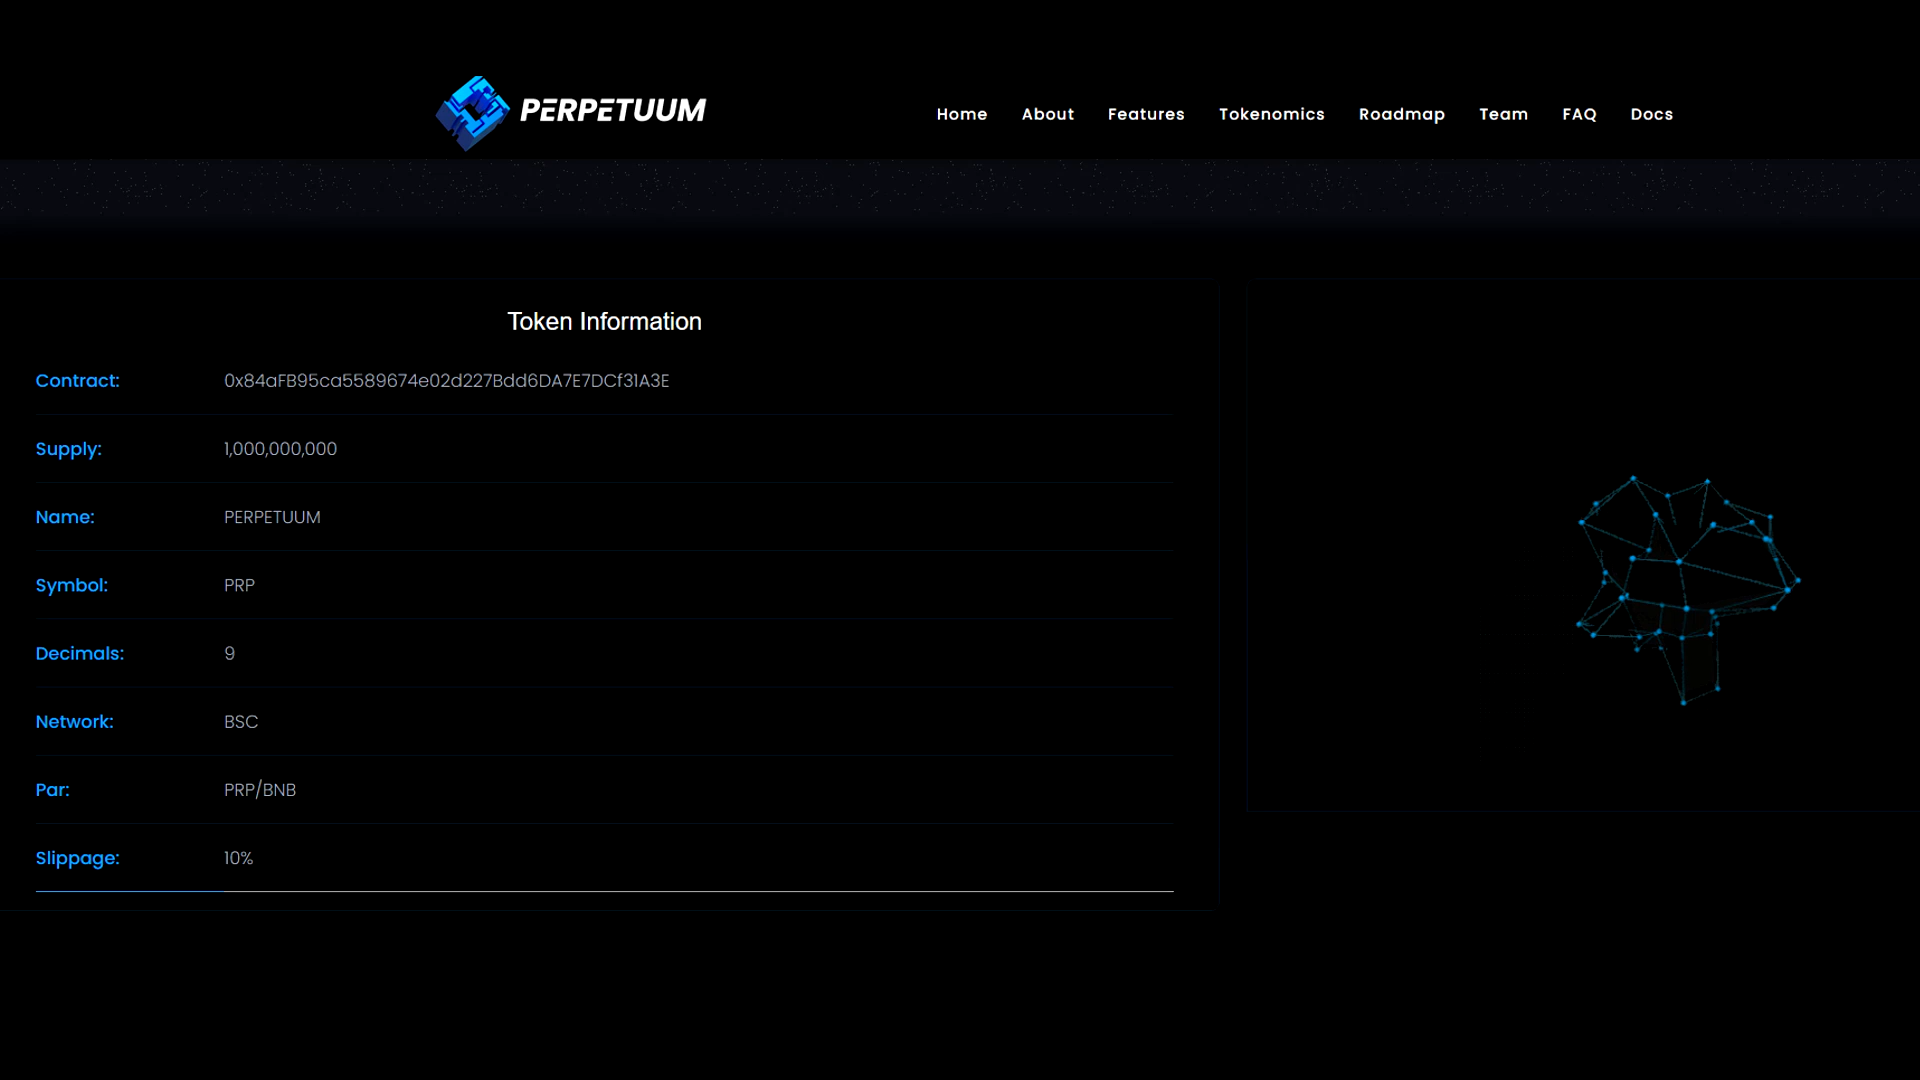 PERPETUUM
Home About Features Tokenomics Roadmap Team FAQ Docs
Token Information
Contract: 0x84aFB95ca5589674e02d227Bdd6DA7E7DCf31A3E
Supply: 1,000,000,000
Name: PERPETUUM
Symbol: PRP
Decimals: 9
Network: BSC
Par: PRP/BNB
Slippage: 10%